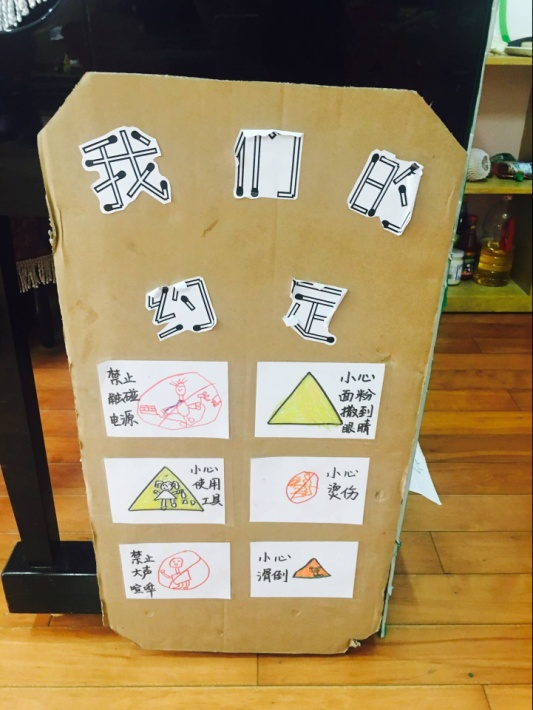 我们的
约定
禁止
触碰
电源
小心
面粉
撒到
眼睛
小心
使用
工具
小心
烫伤
禁止
大声
喧哗
小心
滑倒